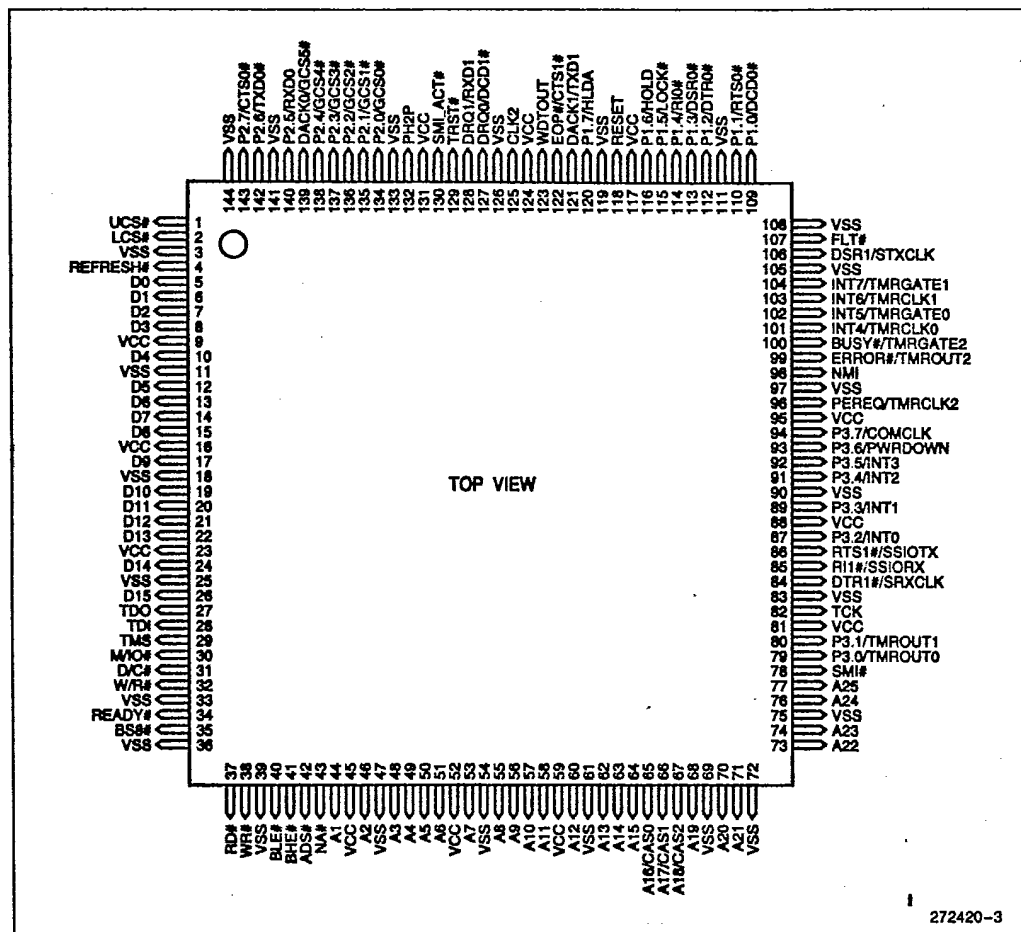 VSS 144
P2.7/CTS0# 143
P2.6/TXD0# 142
VSS 141
P2.5/RXD0 140
DACK0/GCS5# 139
P2.4/GCS4# 138
P2.3/GCS3# 137
P2.2/GCS2# 136
P2.1/GCS1# 135
P2.0/GCS0# 134
VSS 133
PH2P 132
VCC 131
SMI_ACT# 130
TRST# 129
DRQ1/RXD1 128
DRQ0/DCD1# 127
VSS 126
CLK2 125
VCC 124
WDTOUT 123
EOP#/CTS1# 122
DACK1/TXD1 121
P1.7/HLDA 120
VSS 119
RESET 118
VCC 117
P1.6/HOLD 116
P1.5/LOCK# 115
P1.4/RI0# 114
P1.3/DSR0# 113
P1.2/DTR0# 112
VSS 111
P1.1/RTS0# 110
P1.0/DCD0# 109
UCS# 1
LCS# 2
VSS 3
REFRESH# 4
D0 5
D1 6
D2 7
D3 8
VCC 9
D4 10
VSS 11
D5 12
D6 13
D7 14
D8 15
VCC 16
D9 17
VSS 18
D10 19
D11 20
D12 21
D13 22
VCC 23
D14 24
VSS 25
D15 26
TDO 27
TDI 28
TMS 29
M/IO# 30
D/C# 31
W/R# 32
VSS 33
READY# 34
BS8# 35
VSS 36
TOP VIEW
108 VSS
107 FLT#
106 DSR1/STXCLK
105 VSS
104 INT7/TMRGATE1
103 INT6/TMRCLK1
102 INT5/TMRGATE0
101 INT4/TMRCLK0
100 BUSY#/TMRGATE2
99 ERROR#/TMROUT2
98 NMI
97 VSS
96 PEREQ/TMRCLK2
95 VCC
94 P3.7/COMCLK
93 P3.6/PWRDOWN
92 P3.5/INT3
91 P3.4/INT2
90 VSS
89 P3.3/INT1
88 VCC
87 P3.2/INT0
86 RTS1#/SSIOTX
85 RI1#/SSIORX
84 DTR1#/SRXCLK
83 VSS
82 TCK
81 VCC
80 P3.1/TMROUT1
79 P3.0/TMROUT0
78 SMI#
77 A25
76 A24
75 VSS
74 A23
73 A22
37 RD#
38 WR#
39 VSS
40 BLE#
41 BHE#
42 ADS#
43 NA#
44 A1
45 VCC
46 A2
47 VSS
48 A3
49 A4
50 A5
51 A6
52 VCC
53 A7
54 VSS
55 A8
56 A9
57 A10
58 A11
59 VCC
60 A12
61 VSS
62 A13
63 A14
64 A15
65 A16/CAS0
66 A17/CAS1
67 A18/CAS2
68 A19
69 VSS
70 A20
71 A21
72 VSS
272420-3